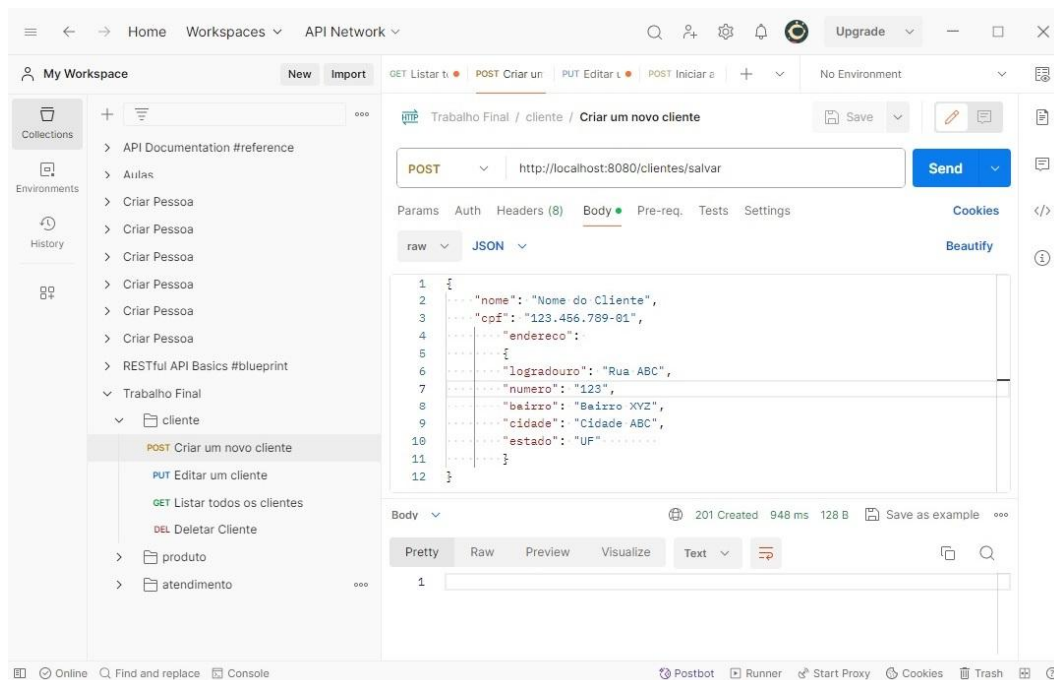 Home Workspaces API Network Upgrade
My Workspace New Import GET Listar to POST Criar un PUT Editar u POST Iniciar a No Environment
Collections
Environments
History
API Documentation #reference
Aulas
Criar Pessoa
Criar Pessoa
Criar Pessoa
Criar Pessoa
Criar Pessoa
Criar Pessoa
RESTful API Basics #blueprint
Trabalho Final
cliente
POST Criar um novo cliente
PUT Editar um cliente
GET Listar todos os clientes
DEL Deletar Cliente
produto
atendimento
HTTP Trabalho Final / cliente / Criar um novo cliente Save
POST http://localhost:8080/clientes/salvar Send
Params Auth Headers (8) Body Pre-req. Tests Settings Cookies
raw JSON Beautify
1 {
2 "nome": "Nome do Cliente",
3 "cpf": "123.456.789-01",
4 "endereco":
5 {
6 "logradouro": "Rua ABC",
7 "numero": "123",
8 "bairro": "Bairro XYZ",
9 "cidade": "Cidade ABC",
10 "estado": "UF"
11 }
12 }
Body 201 Created 948 ms 128 B Save as example
Pretty Raw Preview Visualize Text
1
Online Find and replace Console Postbot Runner Start Proxy Cookies Trash